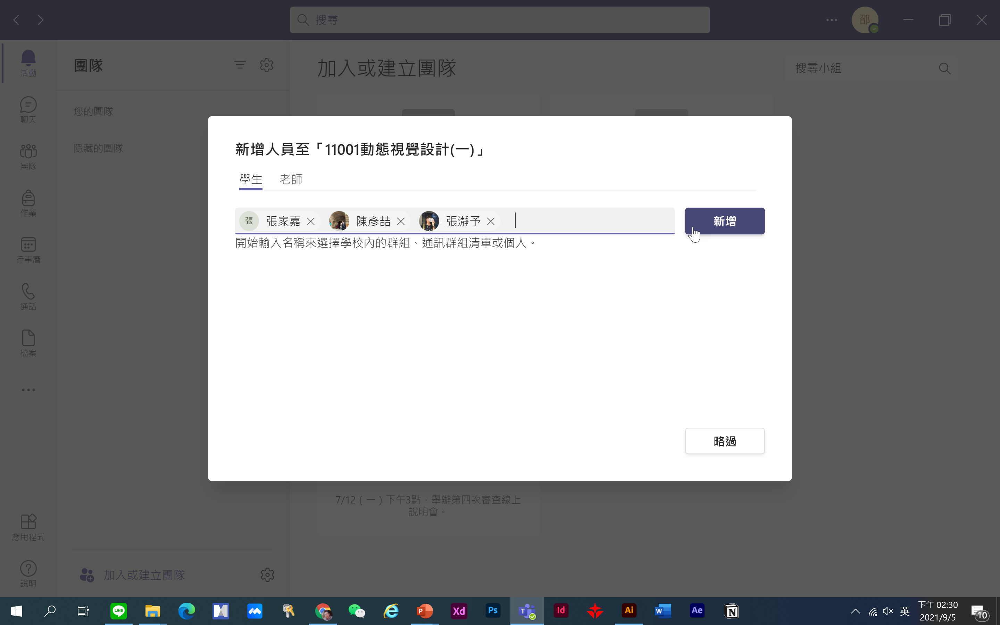 搜尋
邵
活動
聊天
團隊
作業
行事曆
通話
檔案
應用程式
說明
團隊
您的團隊
隱藏的團隊
加入或建立團隊
加入或建立團隊
搜尋小組
新增人員至「11001動態視覺設計(一)」
學生 老師
張 張家嘉 陳彥喆 張瀞予
新增
開始輸入名稱來選擇學校內的群組、通訊群組清單或個人。
略過
7/12(一)下午3點,舉辦第四次審查線上
說明會。
LINE
P
Xd
Ps
T
Id
Ai
W
Ae
N
英
下午 02:30
2021/9/5
10